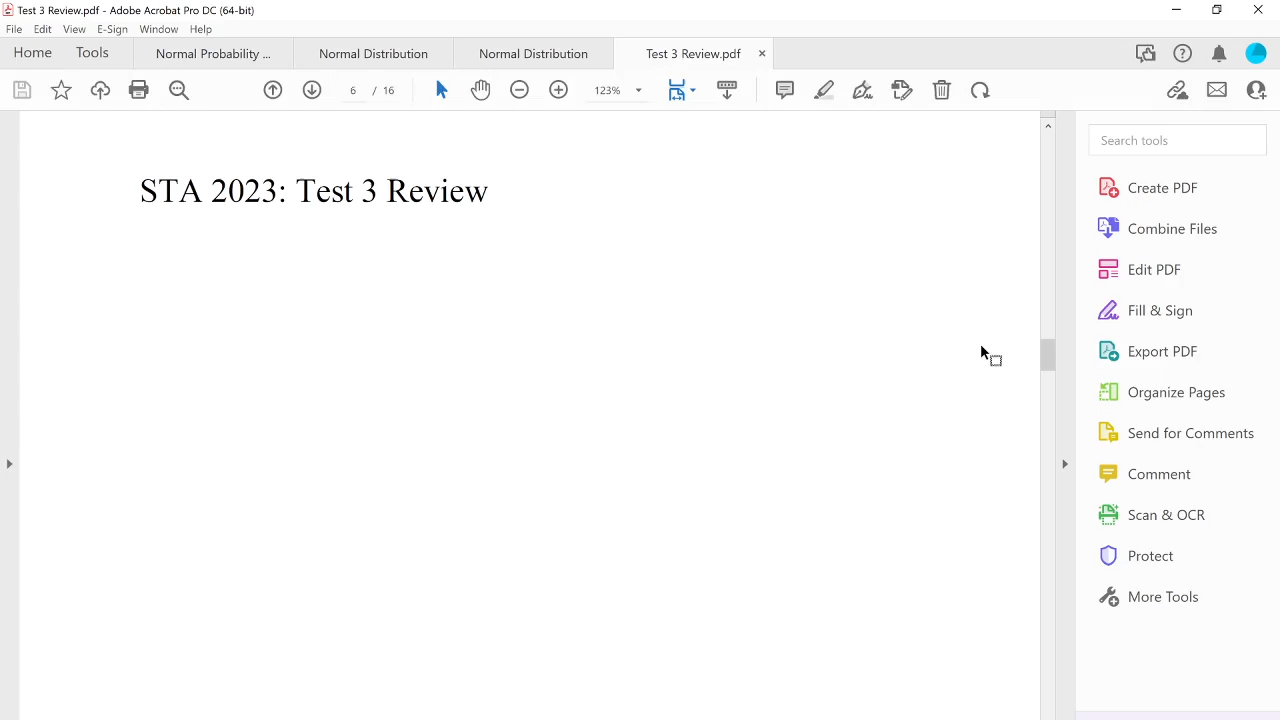 Test 3 Review.pdf - Adobe Acrobat Pro DC (64-bit)
File Edit View E-Sign Window Help
Home Tools Normal Probability ... Normal Distribution Normal Distribution Test 3 Review.pdf ×
6 / 16 123%
Search tools
STA 2023: Test 3 Review
Create PDF
Combine Files
Edit PDF
Fill & Sign
Export PDF
Organize Pages
Send for Comments
Comment
Scan & OCR
Protect
More Tools